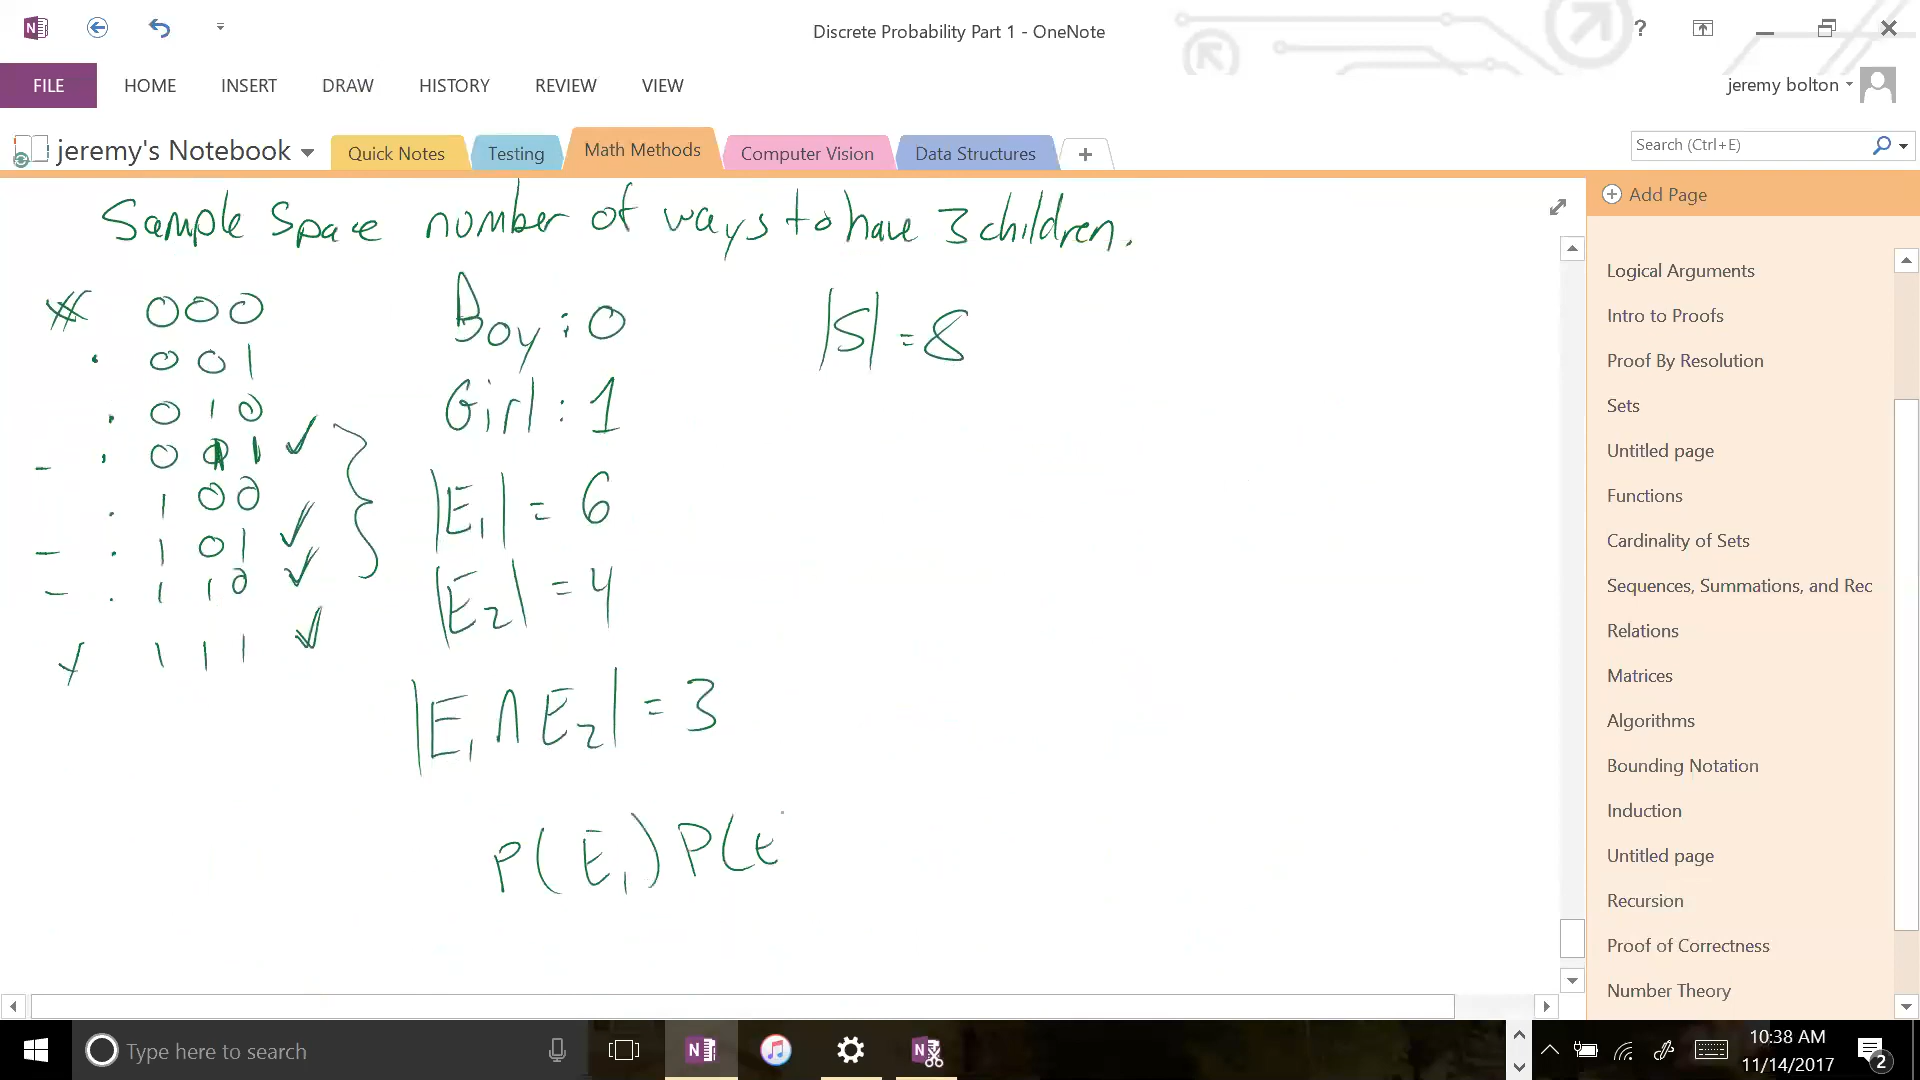 Discrete Probability Part 1 - OneNote
?
FILE HOME INSERT DRAW HISTORY REVIEW VIEW
jeremy bolton
jeremy's Notebook
Quick Notes
Testing
Math Methods
Computer Vision
Data Structures
+
Search (Ctrl+E)
Sample Space number of ways to have 3 children.
000
001
010
011 ✓
100
101 ✓
110 ✓
111 ✓
Boy : 0
Girl : 1
|E₁| = 6
|E₂| = 4
|E₁ ∩ E₂| = 3
P(E₁) P(E
|S| = 8
Add Page
Logical Arguments
Intro to Proofs
Proof By Resolution
Sets
Untitled page
Functions
Cardinality of Sets
Sequences, Summations, and Rec
Relations
Matrices
Algorithms
Bounding Notation
Induction
Untitled page
Recursion
Proof of Correctness
Number Theory
Type here to search
10:38 AM
11/14/2017
2